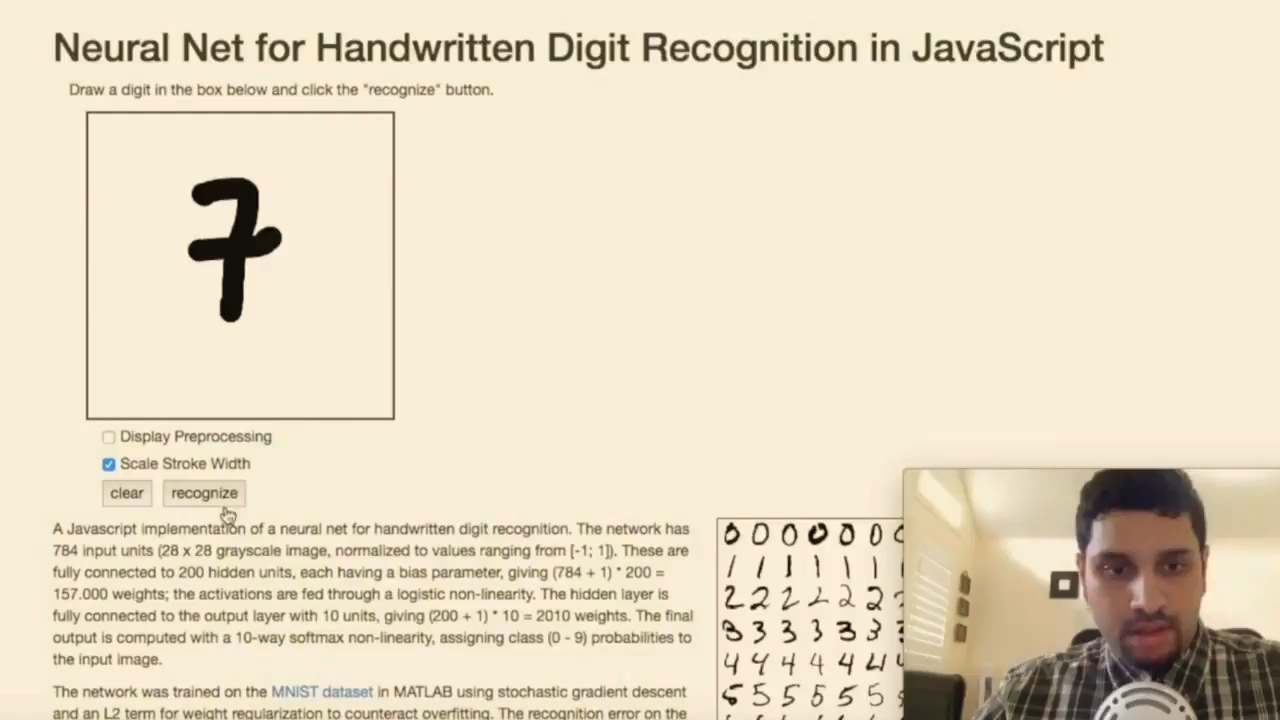 Neural Net for Handwritten Digit Recognition in JavaScript
Draw a digit in the box below and click the "recognize" button.
7
Display Preprocessing
Scale Stroke Width
clear recognize
A Javascript implementation of a neural net for handwritten digit recognition. The network has
784 input units (28 x 28 grayscale image, normalized to values ranging from [-1; 1]). These are
fully connected to 200 hidden units, each having a bias parameter, giving (784 + 1) * 200 =
157.000 weights; the activations are fed through a logistic non-linearity. The hidden layer is
fully connected to the output layer with 10 units, giving (200 + 1) * 10 = 2010 weights. The final
output is computed with a 10-way softmax non-linearity, assigning class (0 - 9) probabilities to
the input image.
The network was trained on the MNIST dataset in MATLAB using stochastic gradient descent
and an L2 term for weight regularization to counteract overfitting. The recognition error on the
0 0 0 0 0 0
1 1 1 1 1 1
2 2 2 2 2 2
3 3 3 3 3 3
4 4 4 4 4 4
5 5 5 5 5 5